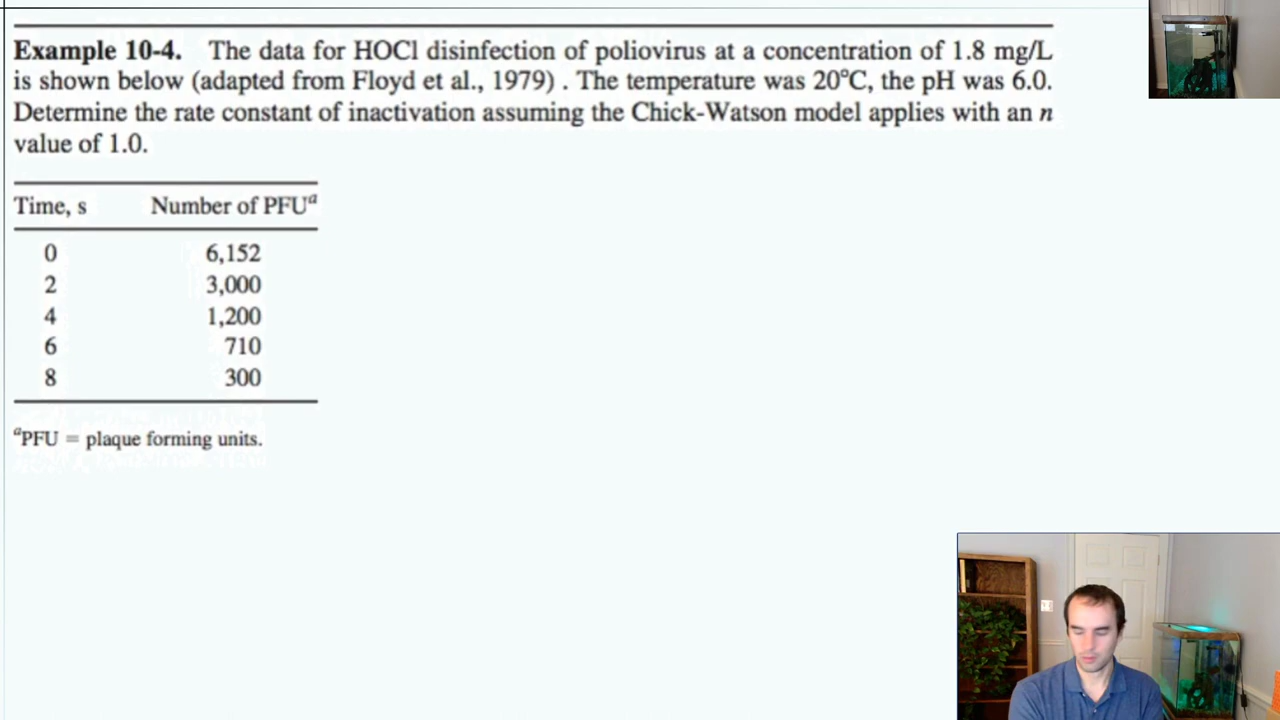 Example 10-4. The data for HOCl disinfection of poliovirus at a concentration of 1.8 mg/L
is shown below (adapted from Floyd et al., 1979) . The temperature was 20°C, the pH was 6.0.
Determine the rate constant of inactivation assuming the Chick-Watson model applies with an n
value of 1.0.
Time, s Number of PFUᵃ
0 6,152
2 3,000
4 1,200
6 710
8 300
ᵃPFU = plaque forming units.